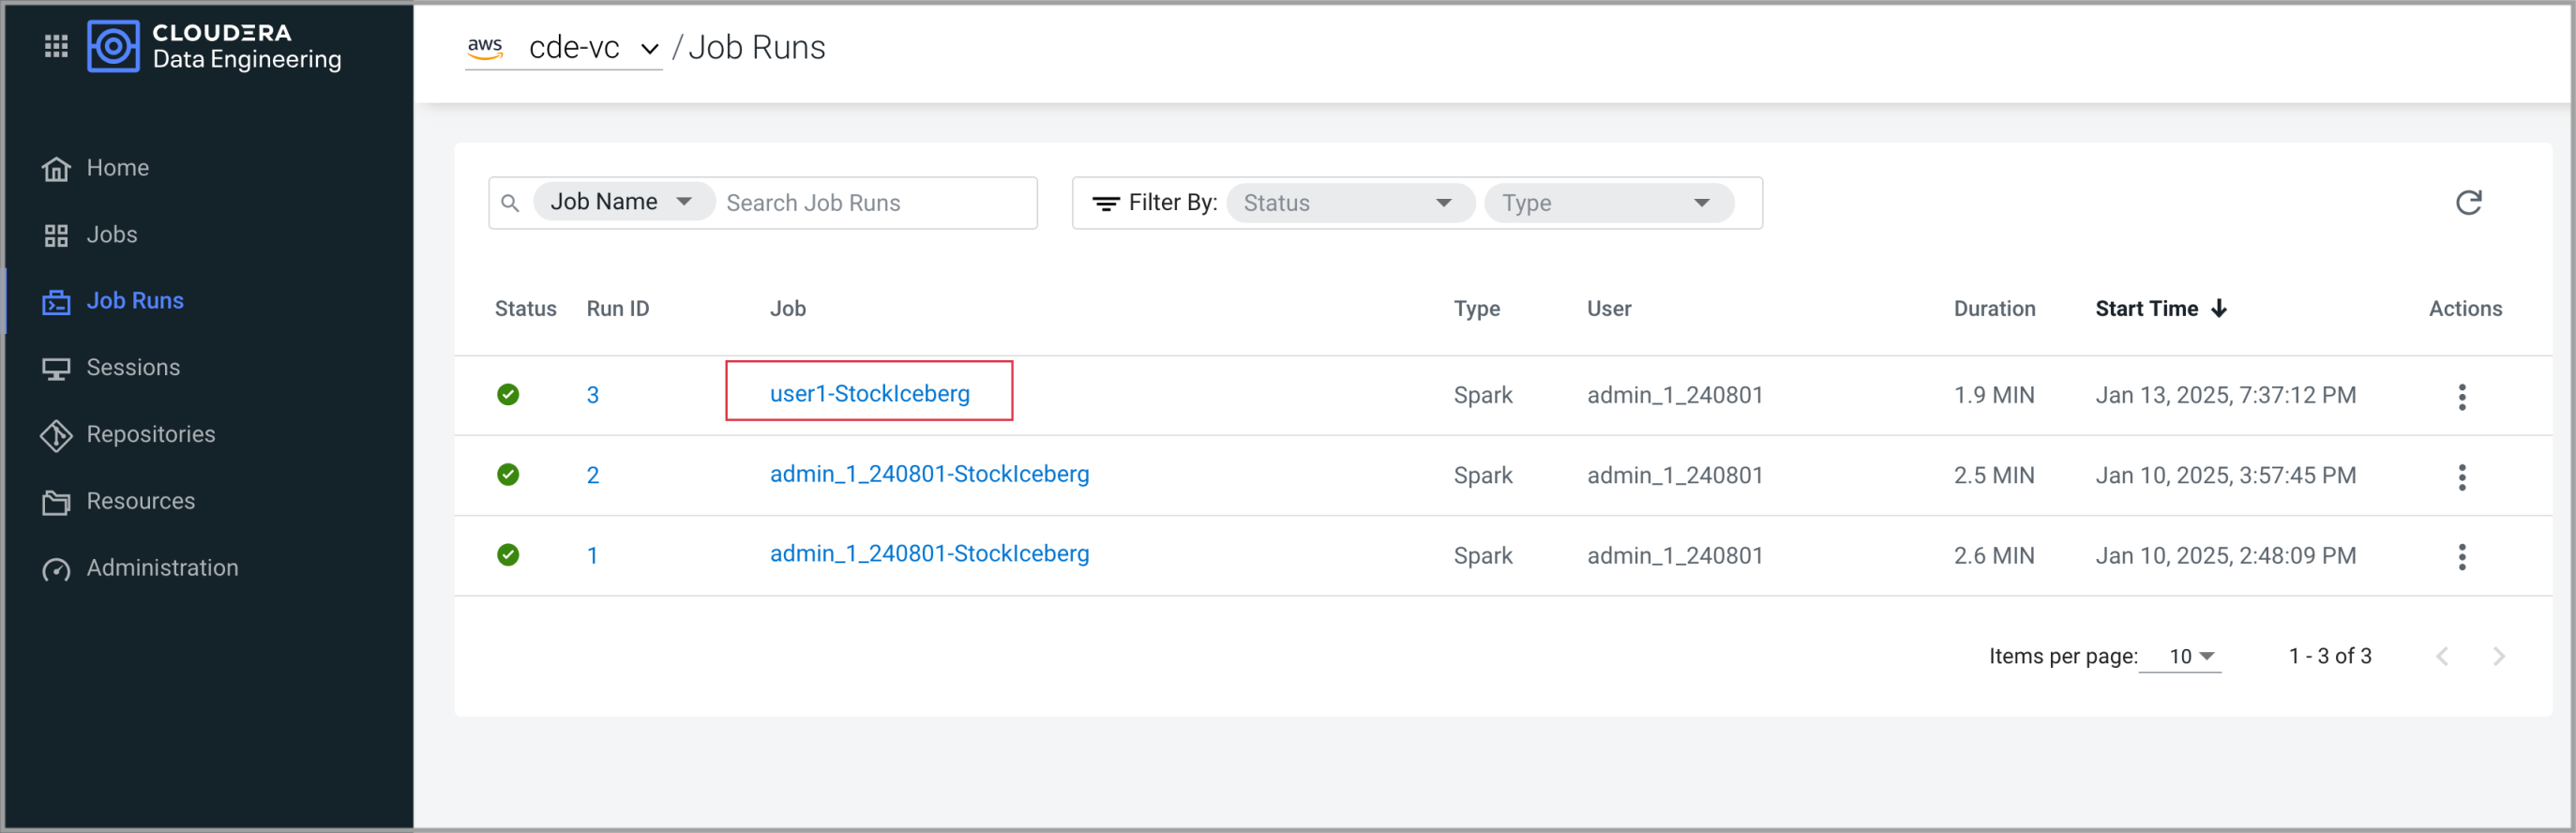 CLOUDERA
Data Engineering
Home
Jobs
Job Runs
Sessions
Repositories
Resources
Administration
aws cde-vc / Job Runs
Job Name Search Job Runs Filter By: Status Type
Status Run ID Job Type User Duration Start Time Actions
3 user1-StockIceberg Spark admin_1_240801 1.9 MIN Jan 13, 2025, 7:37:12 PM
2 admin_1_240801-StockIceberg Spark admin_1_240801 2.5 MIN Jan 10, 2025, 3:57:45 PM
1 admin_1_240801-StockIceberg Spark admin_1_240801 2.6 MIN Jan 10, 2025, 2:48:09 PM
Items per page: 10 1 - 3 of 3